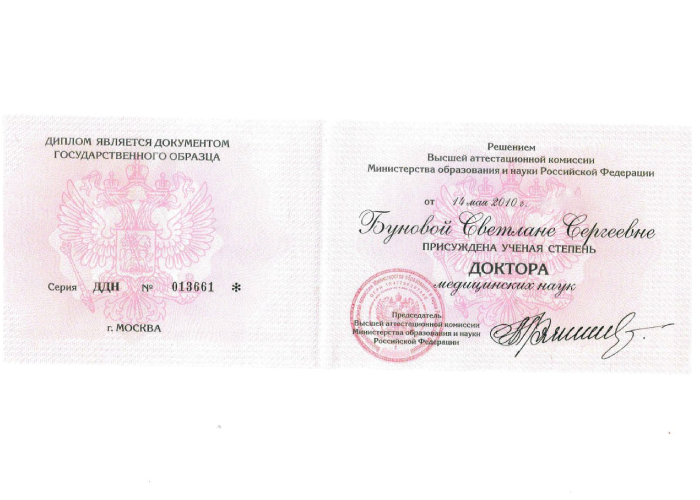 ДИПЛОМ ЯВЛЯЕТСЯ ДОКУМЕНТОМ
ГОСУДАРСТВЕННОГО ОБРАЗЦА
Серия ДДН № 013661 *
г. МОСКВА
Решением
Высшей аттестационной комиссии
Министерства образования и науки Российской Федерации
от 14 мая 2010 г.
Буновой Светлане Сергеевне
ПРИСУЖДЕНА УЧЕНАЯ СТЕПЕНЬ
ДОКТОРА
медицинских наук
Председатель
Высшей аттестационной комиссии
Министерства образования и науки
Российской Федерации